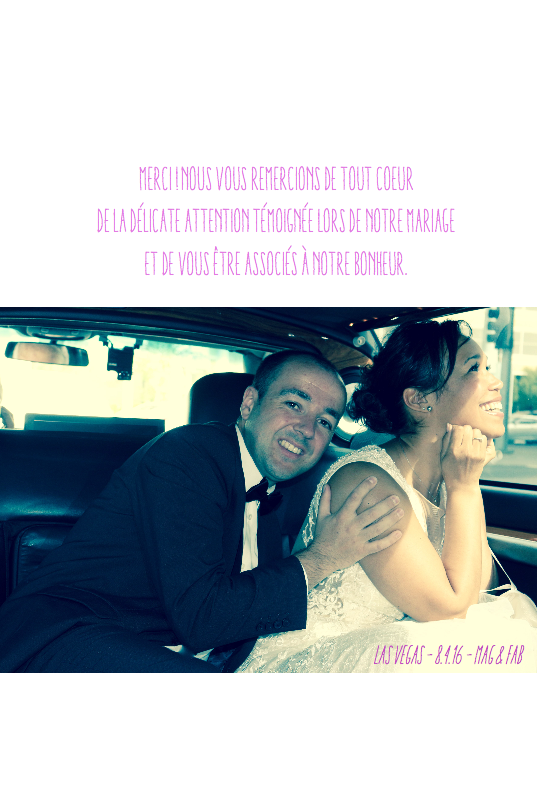 MERCI ! NOUS VOUS REMERCIONS DE TOUT COEUR
DE LA DÉLICATE ATTENTION TÉMOIGNÉE LORS DE NOTRE MARIAGE
ET DE VOUS ÊTRE ASSOCIÉS À NOTRE BONHEUR.
LAS VEGAS - 8.4.16 - MAG & FAB